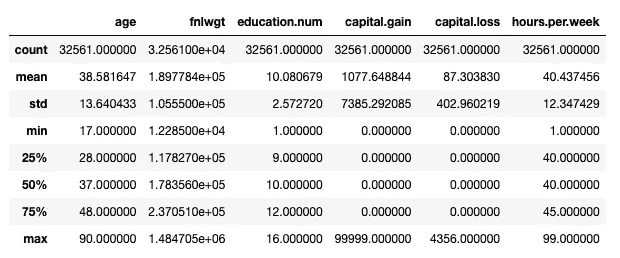 age fnlwgt education.num capital.gain capital.loss hours.per.week
count 32561.000000 3.256100e+04 32561.000000 32561.000000 32561.000000 32561.000000
mean 38.581647 1.897784e+05 10.080679 1077.648844 87.303830 40.437456
std 13.640433 1.055500e+05 2.572720 7385.292085 402.960219 12.347429
min 17.000000 1.228500e+04 1.000000 0.000000 0.000000 1.000000
25% 28.000000 1.178270e+05 9.000000 0.000000 0.000000 40.000000
50% 37.000000 1.783560e+05 10.000000 0.000000 0.000000 40.000000
75% 48.000000 2.370510e+05 12.000000 0.000000 0.000000 45.000000
max 90.000000 1.484705e+06 16.000000 99999.000000 4356.000000 99.000000